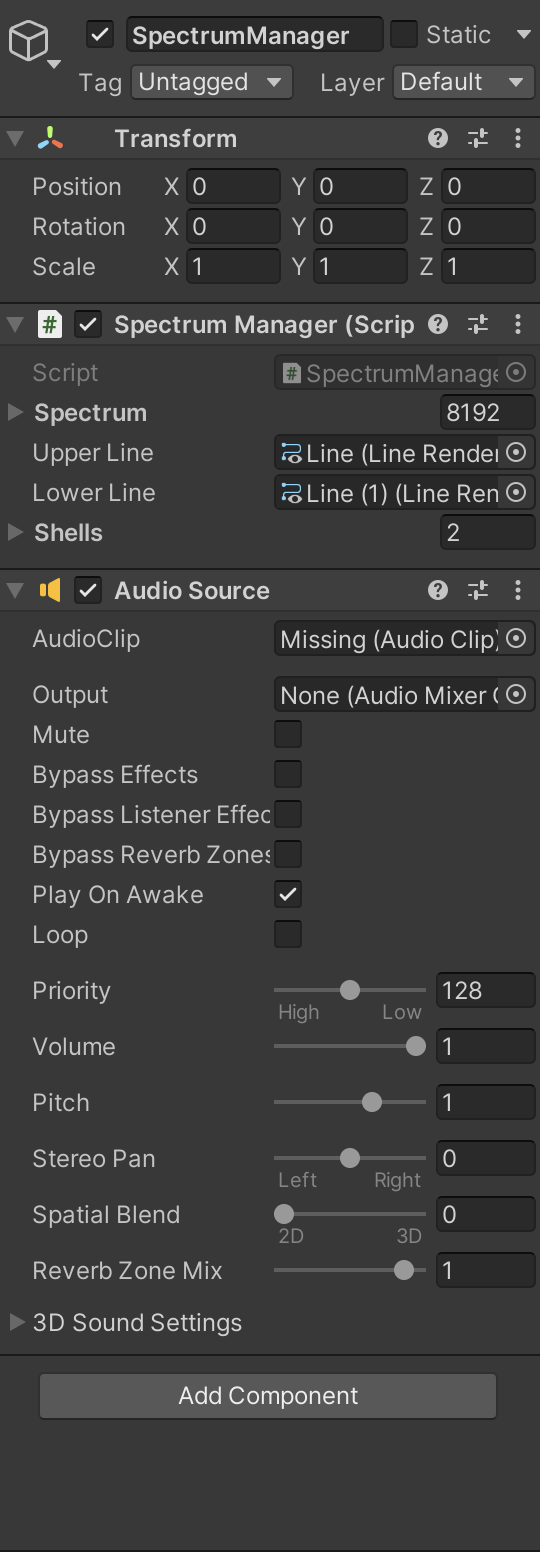 SpectrumManager Static
Tag Untagged Layer Default
Transform
Position X 0 Y 0 Z 0
Rotation X 0 Y 0 Z 0
Scale X 1 Y 1 Z 1
# Spectrum Manager (Scrip
Script # SpectrumManage
Spectrum 8192
Upper Line Line (Line Render
Lower Line Line (1) (Line Ren
Shells 2
Audio Source
AudioClip Missing (Audio Clip)
Output None (Audio Mixer G
Mute
Bypass Effects
Bypass Listener Effec
Bypass Reverb Zones
Play On Awake
Loop
Priority 128
High Low
Volume 1
Pitch 1
Stereo Pan 0
Left Right
Spatial Blend 0
2D 3D
Reverb Zone Mix 1
3D Sound Settings
Add Component